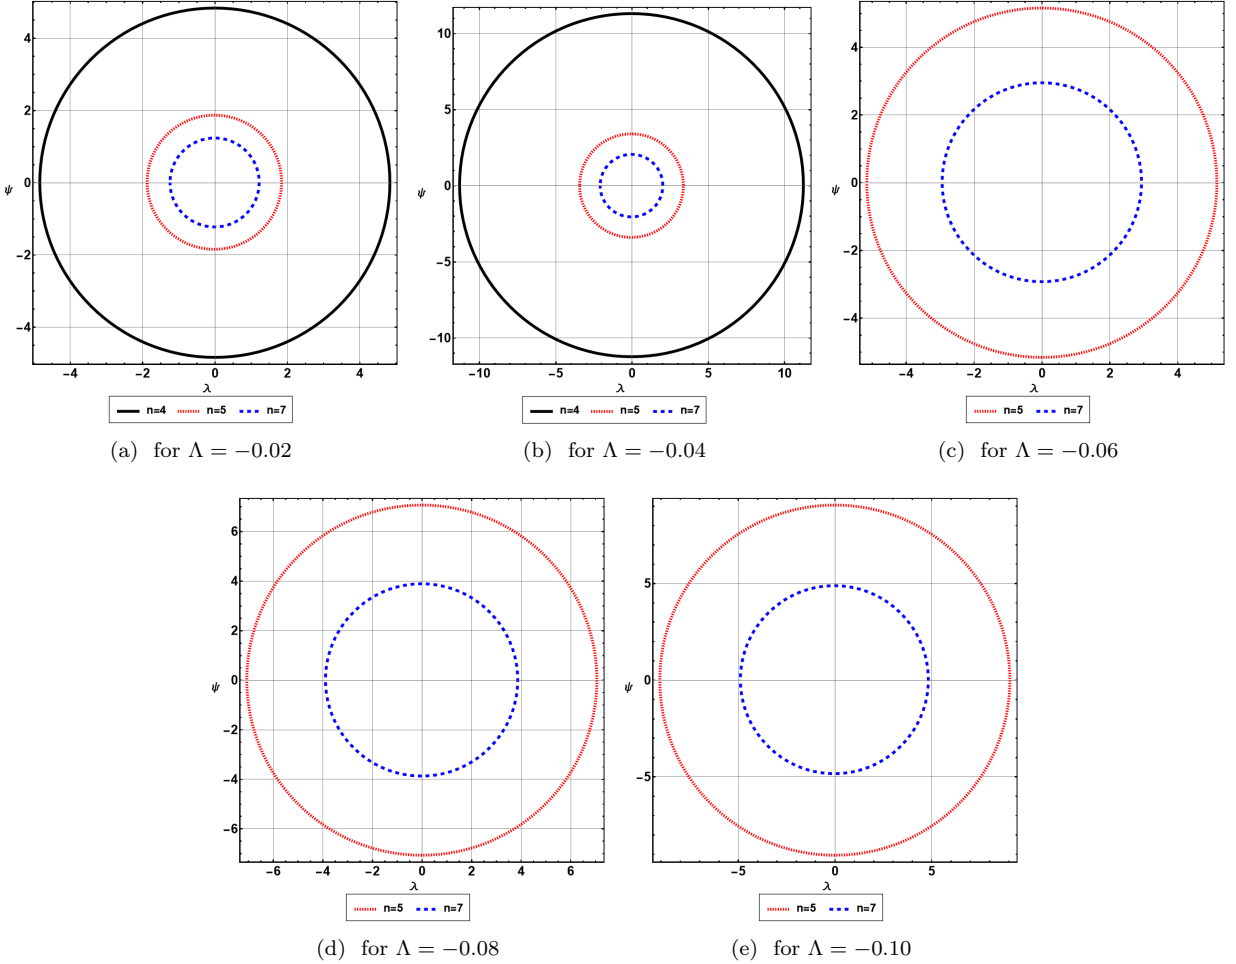 4
2
0
−2
−4
ψ
−4 −2 0 2 4
λ
n=4 n=5 n=7
(a) for Λ = −0.02
10
5
0
−5
−10
ψ
−10 −5 0 5 10
λ
n=4 n=5 n=7
(b) for Λ = −0.04
4
2
0
−2
−4
ψ
−4 −2 0 2 4
λ
n=5 n=7
(c) for Λ = −0.06
6
4
2
0
−2
−4
−6
ψ
−6 −4 −2 0 2 4 6
λ
n=5 n=7
(d) for Λ = −0.08
5
0
−5
ψ
−5 0 5
λ
n=5 n=7
(e) for Λ = −0.10